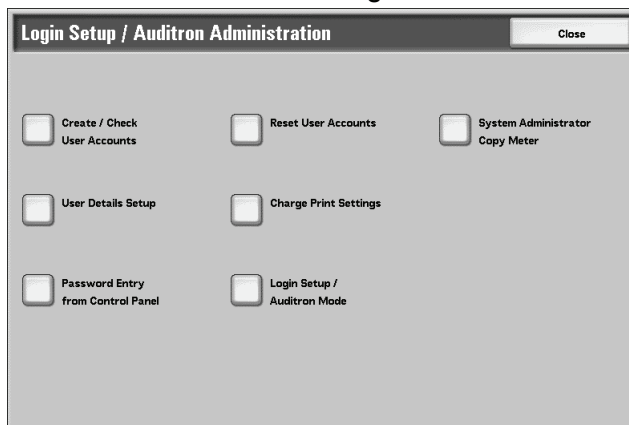 Login Setup / Auditron Administration
Close
Create / Check
User Accounts
Reset User Accounts
System Administrator
Copy Meter
User Details Setup
Charge Print Settings
Password Entry
from Control Panel
Login Setup /
Auditron Mode